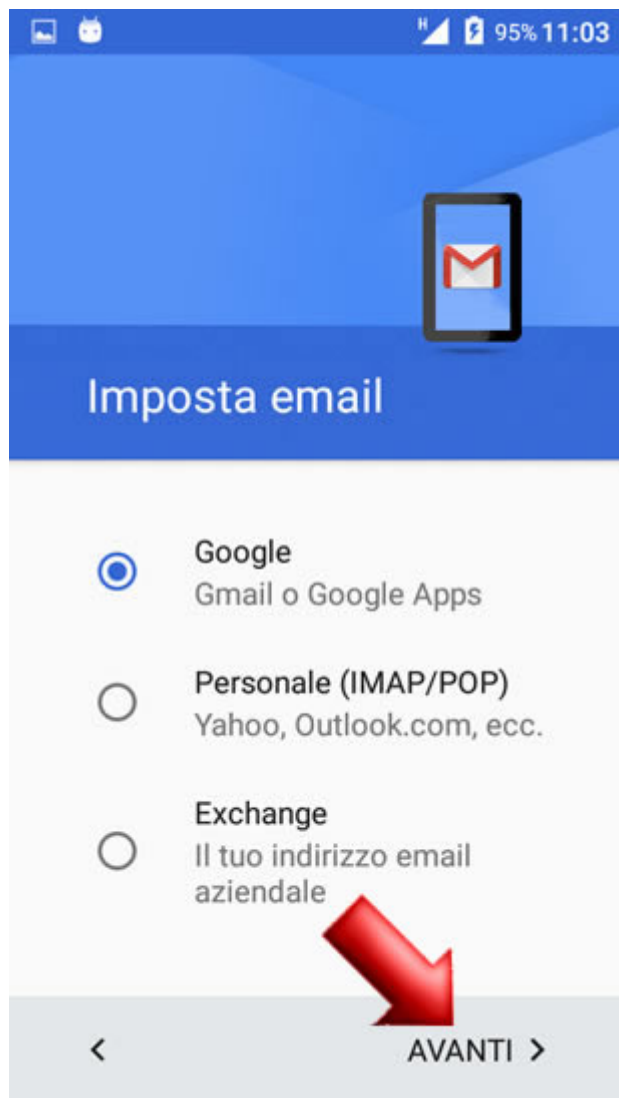 H 95% 11:03
Imposta email
Google
Gmail o Google Apps
Personale (IMAP/POP)
Yahoo, Outlook.com, ecc.
Exchange
Il tuo indirizzo email
aziendale
AVANTI